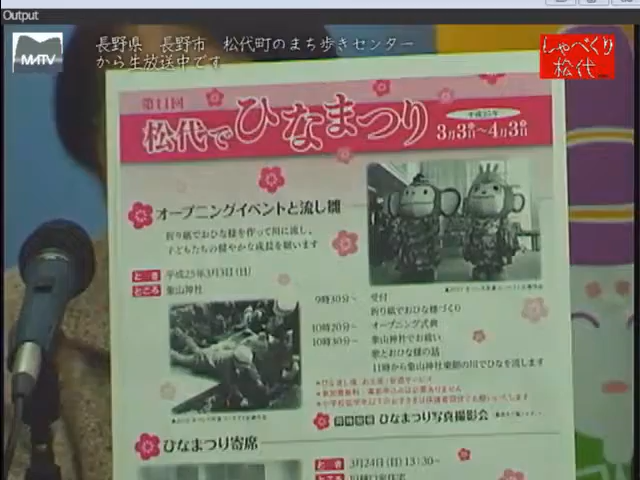 Output
MATV
長野県　長野市　松代町のまち歩きセンター
から生放送中です
しゃべくり
松代
第11回
松代でひなまつり
平成25年
3月3日～4月3日
オープニングイベントと流し雛
折り紙でおひな様を作って川に流し、
子どもたちの健やかな成長を願います
とき 平成25年3月3日(日)
ところ 象山神社
9時30分～ 受付
折り紙でおひな様づくり
10時20分～ オープニング式典
10時30分～ 象山神社でお祓い
歌とおひな様の話
11時から象山神社東側の川でひなを流します
ひなまつり写真撮影会
ひなまつり寄席
とき 3月24日(日) 13:30～
ところ